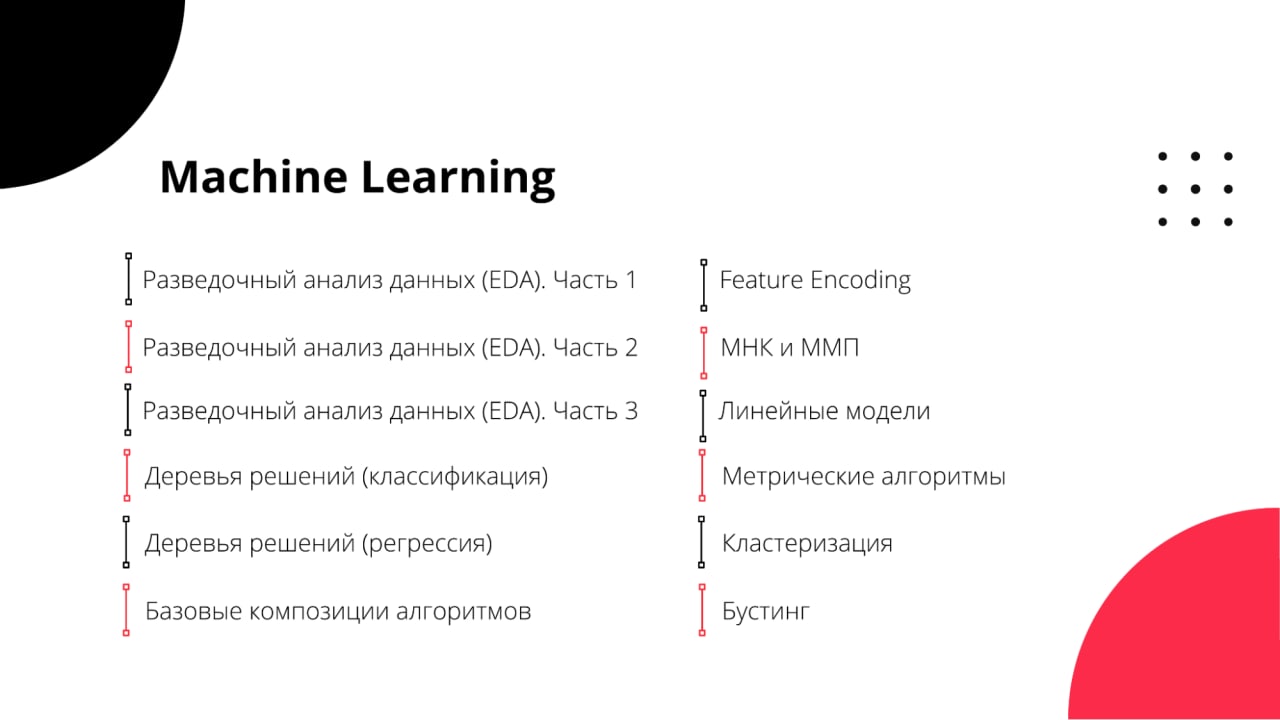 Machine Learning
Разведочный анализ данных (EDA). Часть 1
Разведочный анализ данных (EDA). Часть 2
Разведочный анализ данных (EDA). Часть 3
Деревья решений (классификация)
Деревья решений (регрессия)
Базовые композиции алгоритмов
Feature Encoding
МНК и ММП
Линейные модели
Метрические алгоритмы
Кластеризация
Бустинг